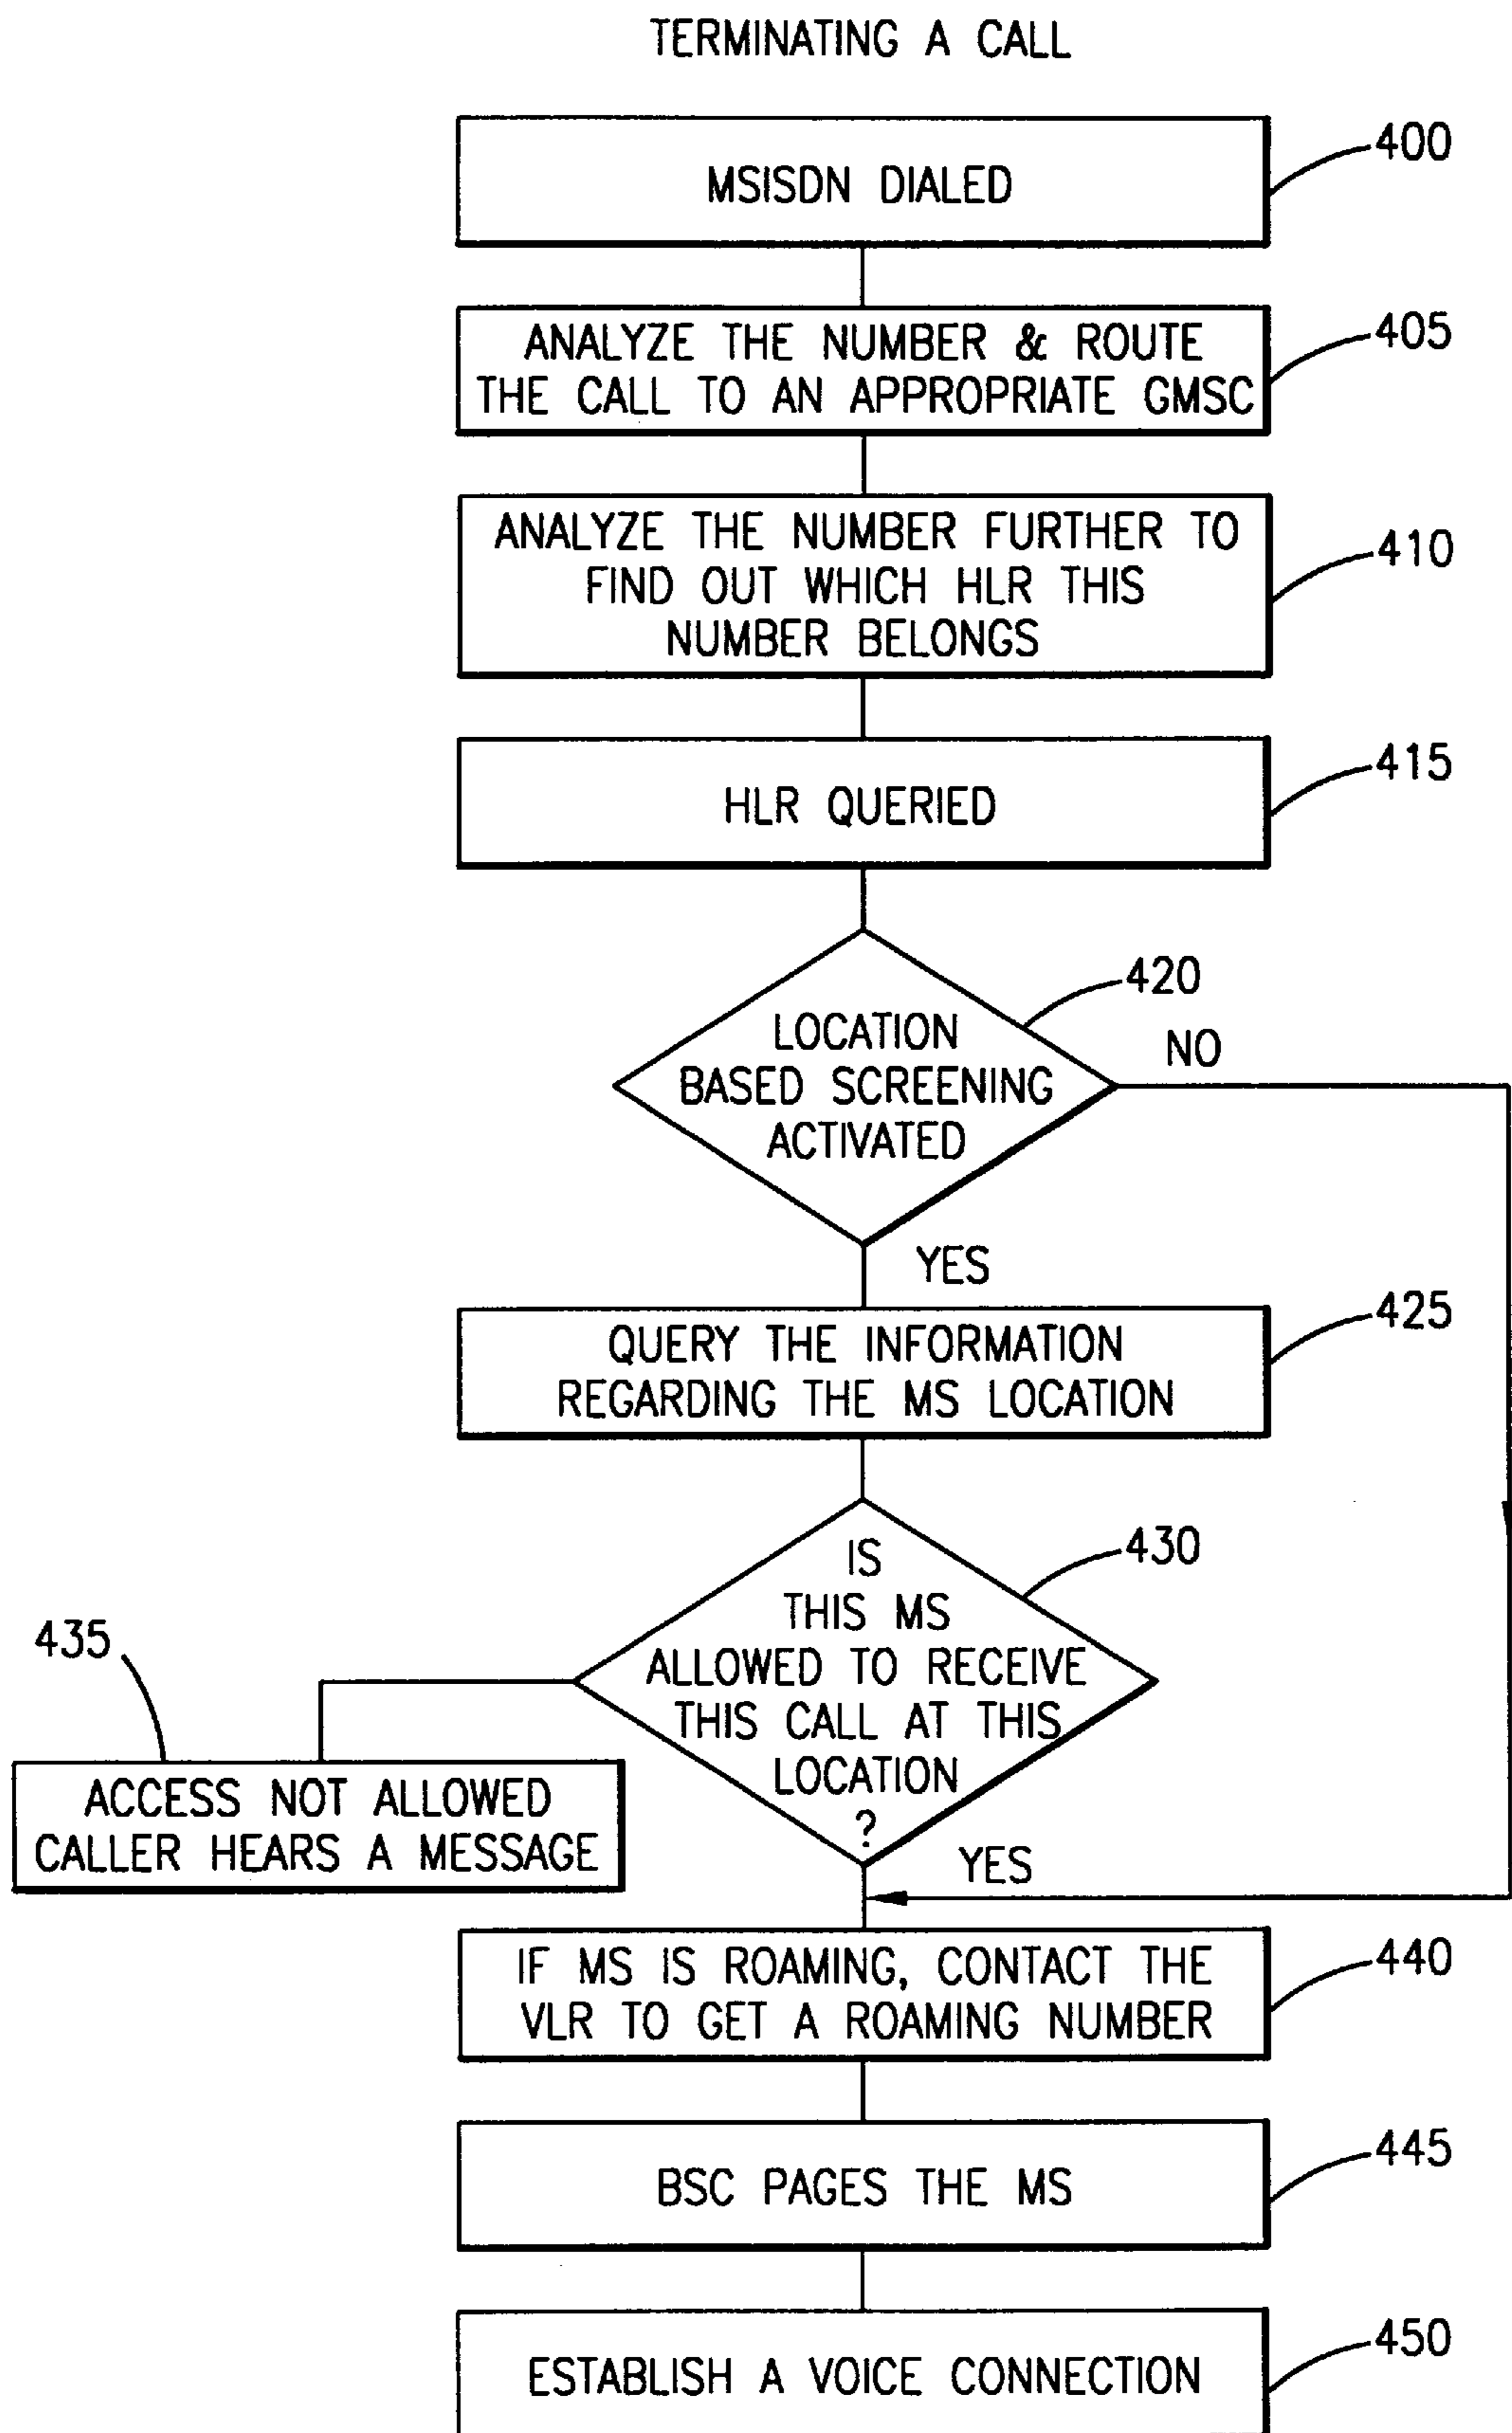 TERMINATING A CALL
MSISDN DIALED
400
ANALYZE THE NUMBER & ROUTE
THE CALL TO AN APPROPRIATE GMSC
405
ANALYZE THE NUMBER FURTHER TO
FIND OUT WHICH HLR THIS
NUMBER BELONGS
410
HLR QUERIED
415
LOCATION
BASED SCREENING
ACTIVATED
420
NO
YES
QUERY THE INFORMATION
REGARDING THE MS LOCATION
425
IS
THIS MS
ALLOWED TO RECEIVE
THIS CALL AT THIS
LOCATION
?
430
435
ACCESS NOT ALLOWED
CALLER HEARS A MESSAGE
YES
IF MS IS ROAMING, CONTACT THE
VLR TO GET A ROAMING NUMBER
440
BSC PAGES THE MS
445
ESTABLISH A VOICE CONNECTION
450